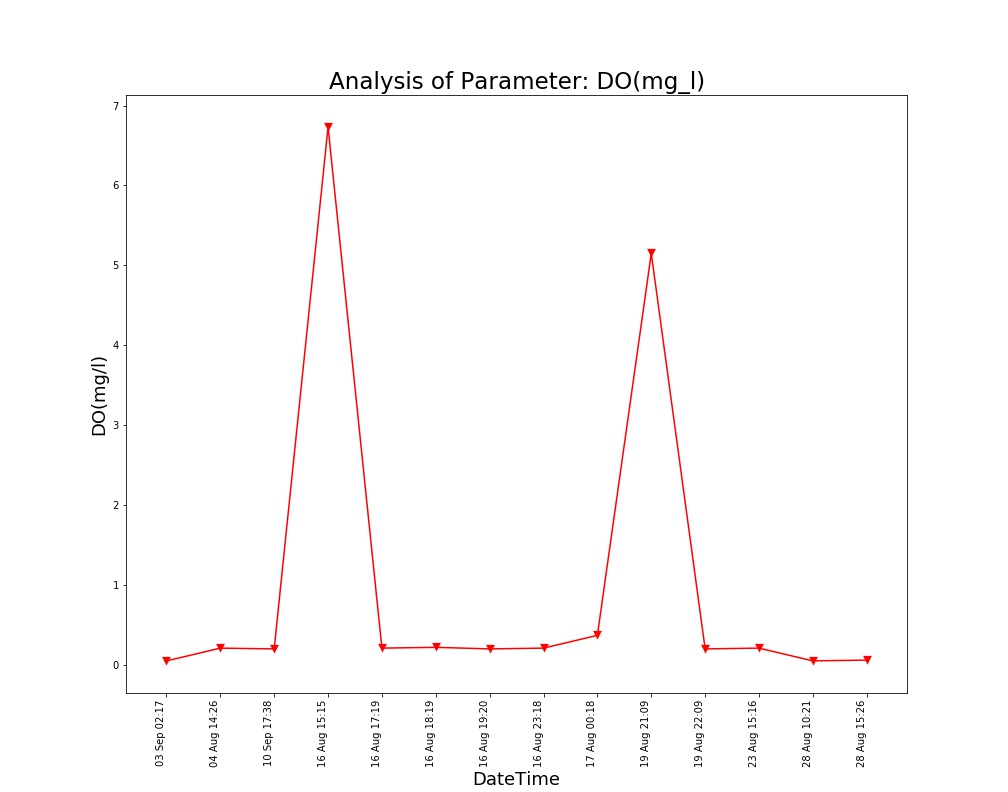 Analysis of Parameter: DO(mg_l)
7
6
5
4
3
2
1
0
DO(mg/l)
03 Sep 02:17
04 Aug 14:26
10 Sep 17:38
16 Aug 15:15
16 Aug 17:19
16 Aug 18:19
16 Aug 19:20
16 Aug 23:18
17 Aug 00:18
19 Aug 21:09
19 Aug 22:09
23 Aug 15:16
28 Aug 10:21
28 Aug 15:26
DateTime